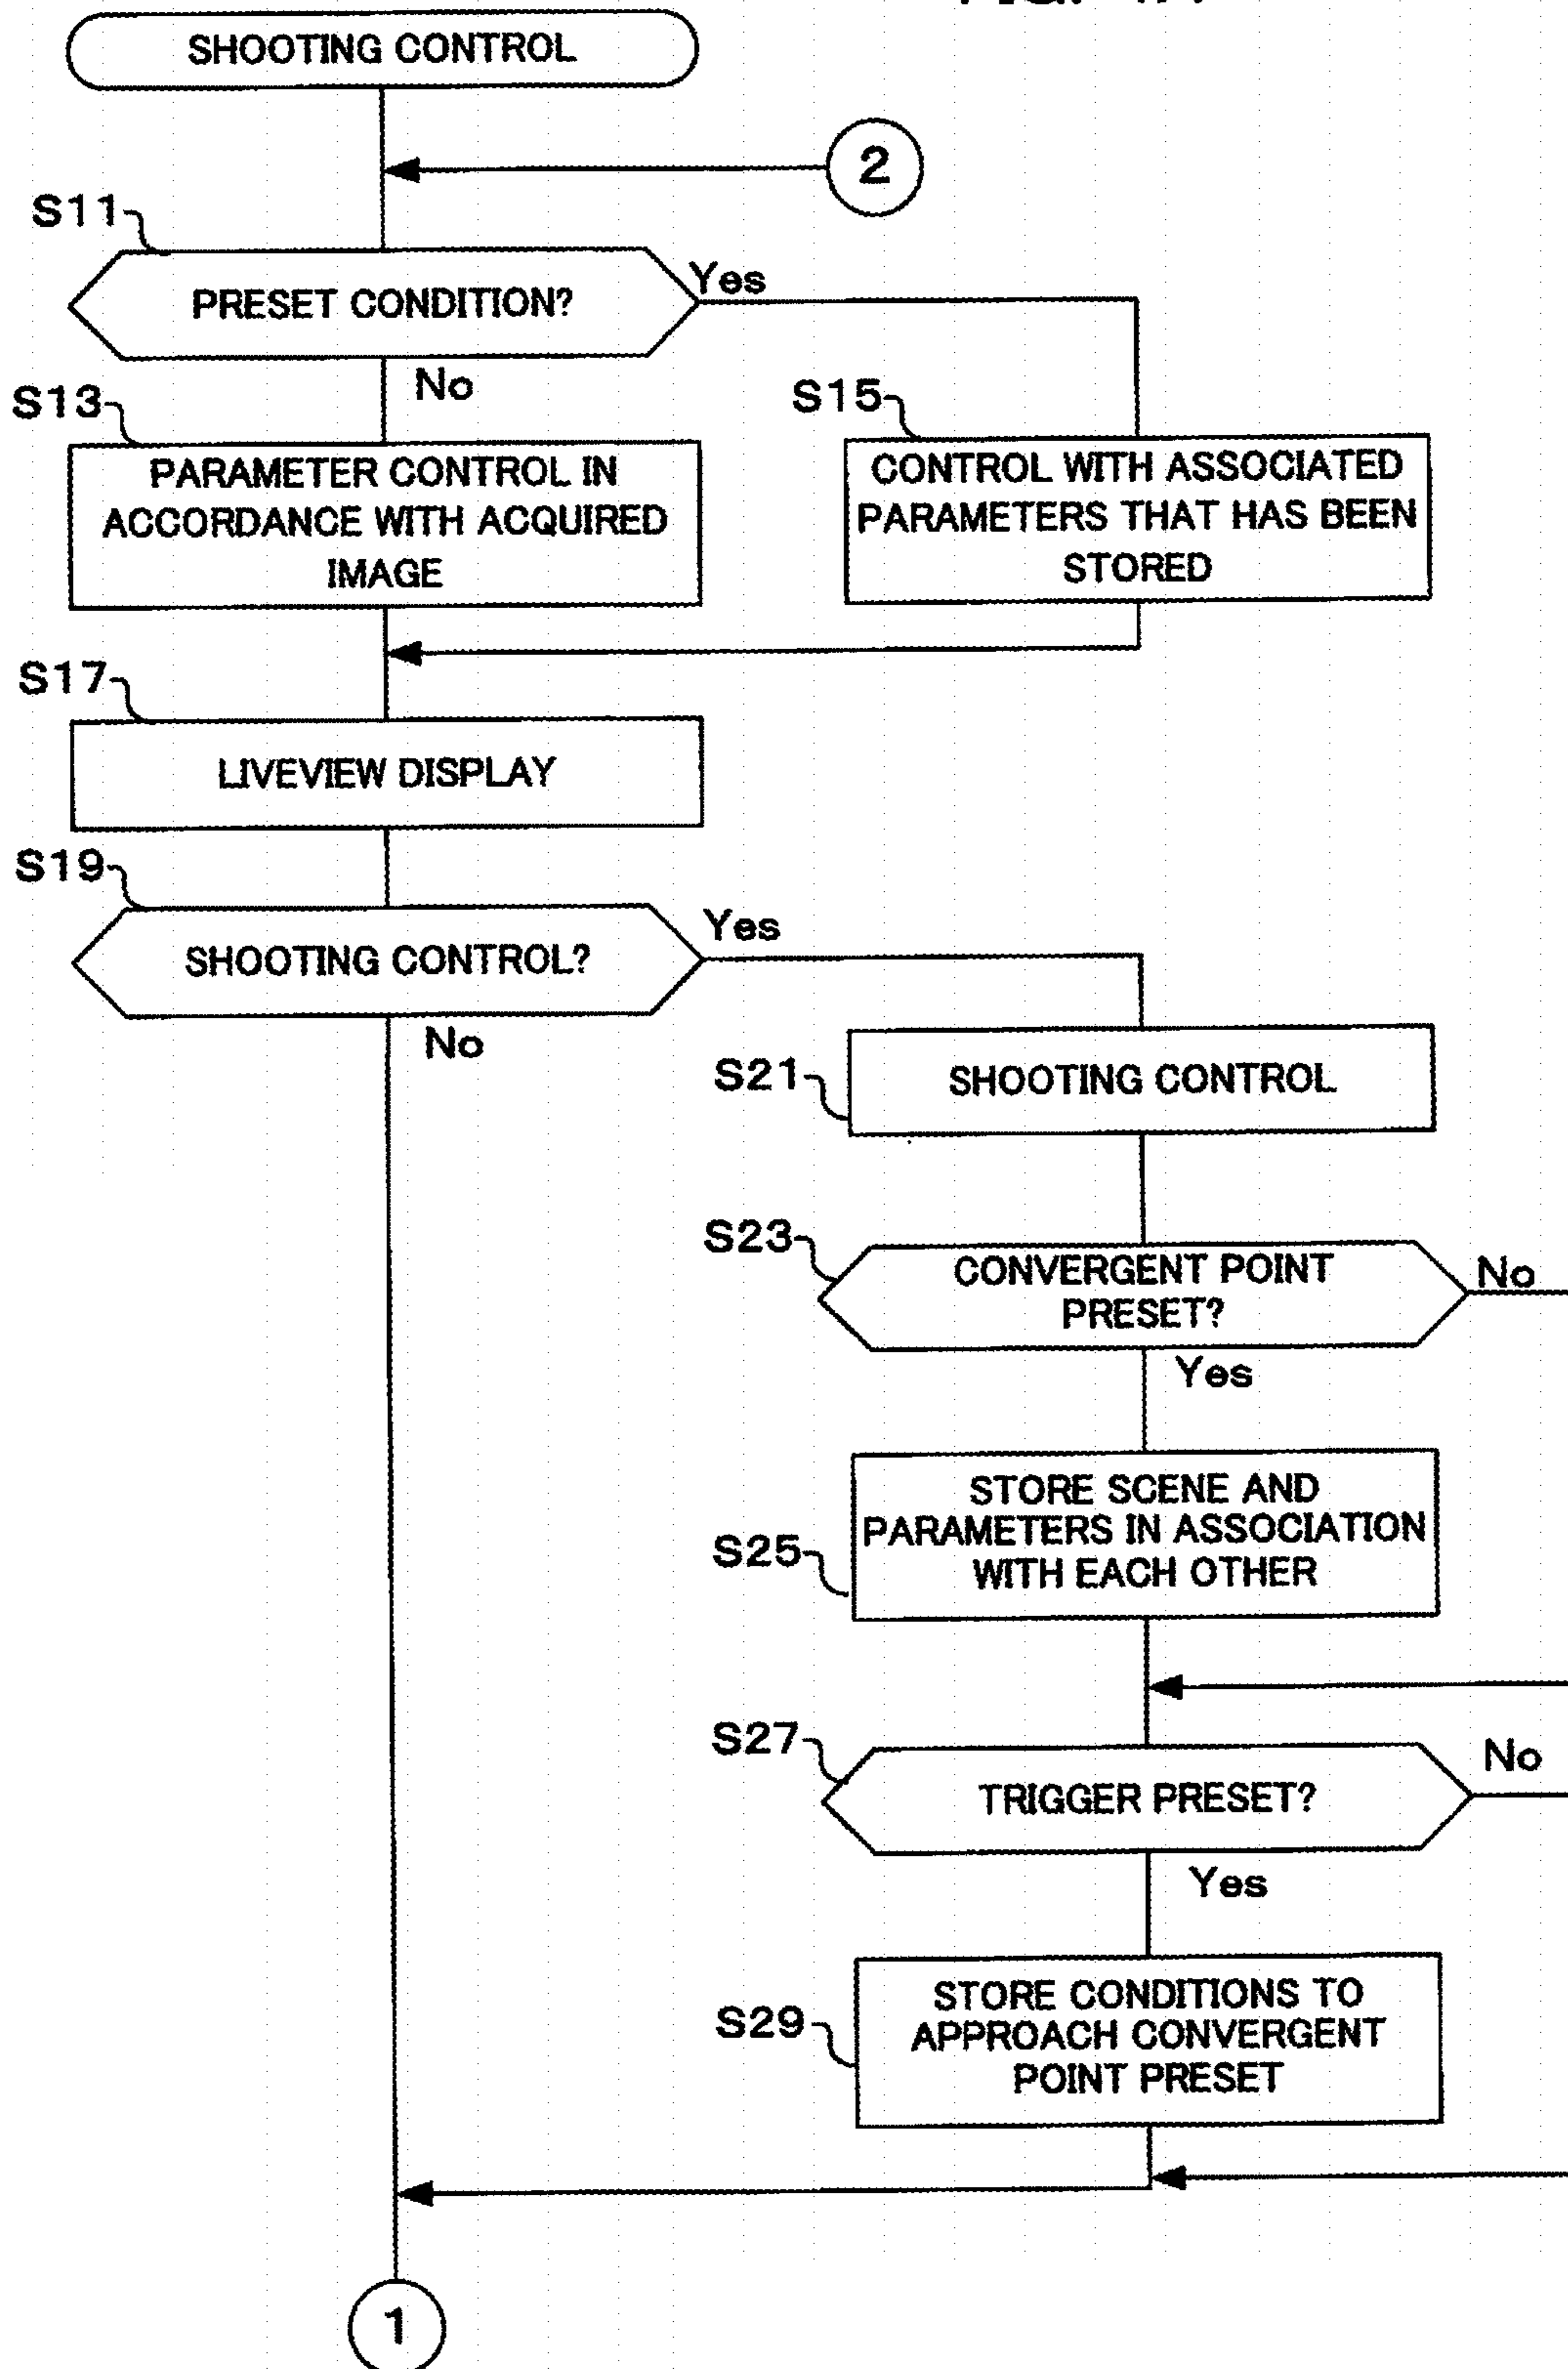 SHOOTING CONTROL
2
S11
PRESET CONDITION?
Yes
No
S13
PARAMETER CONTROL IN
ACCORDANCE WITH ACQUIRED
IMAGE
S15
CONTROL WITH ASSOCIATED
PARAMETERS THAT HAS BEEN
STORED
S17
LIVEVIEW DISPLAY
S19
SHOOTING CONTROL?
Yes
No
S21
SHOOTING CONTROL
S23
CONVERGENT POINT
PRESET?
No
Yes
S25
STORE SCENE AND
PARAMETERS IN ASSOCIATION
WITH EACH OTHER
S27
TRIGGER PRESET?
No
Yes
S29
STORE CONDITIONS TO
APPROACH CONVERGENT
POINT PRESET
1